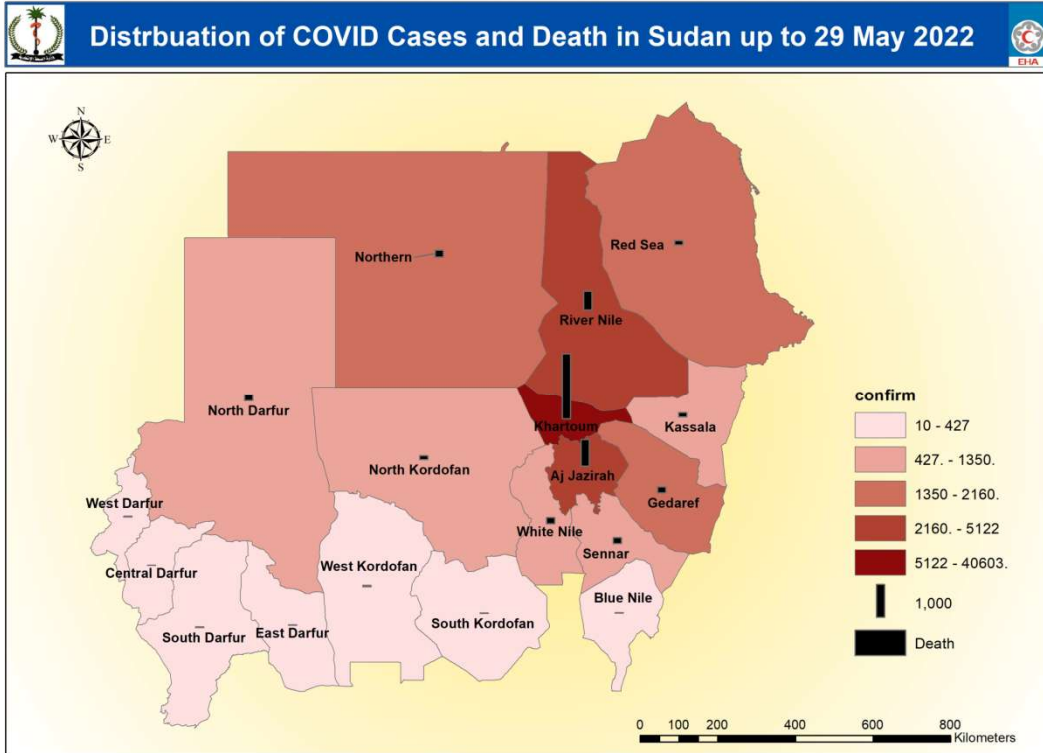 Distrbuation of COVID Cases and Death in Sudan up to 29 May 2022
EHA
N
W E
S
Red Sea
Northern
River Nile
North Darfur
Khartoum
Kassala
North Kordofan
Aj Jazirah
Gedaref
West Darfur
White Nile
Sennar
Central Darfur
West Kordofan
Blue Nile
South Darfur
East Darfur
South Kordofan
confirm
10 - 427
427. - 1350.
1350 - 2160.
2160. - 5122
5122 - 40603.
1,000
Death
0 100 200 400 600 800
Kilometers